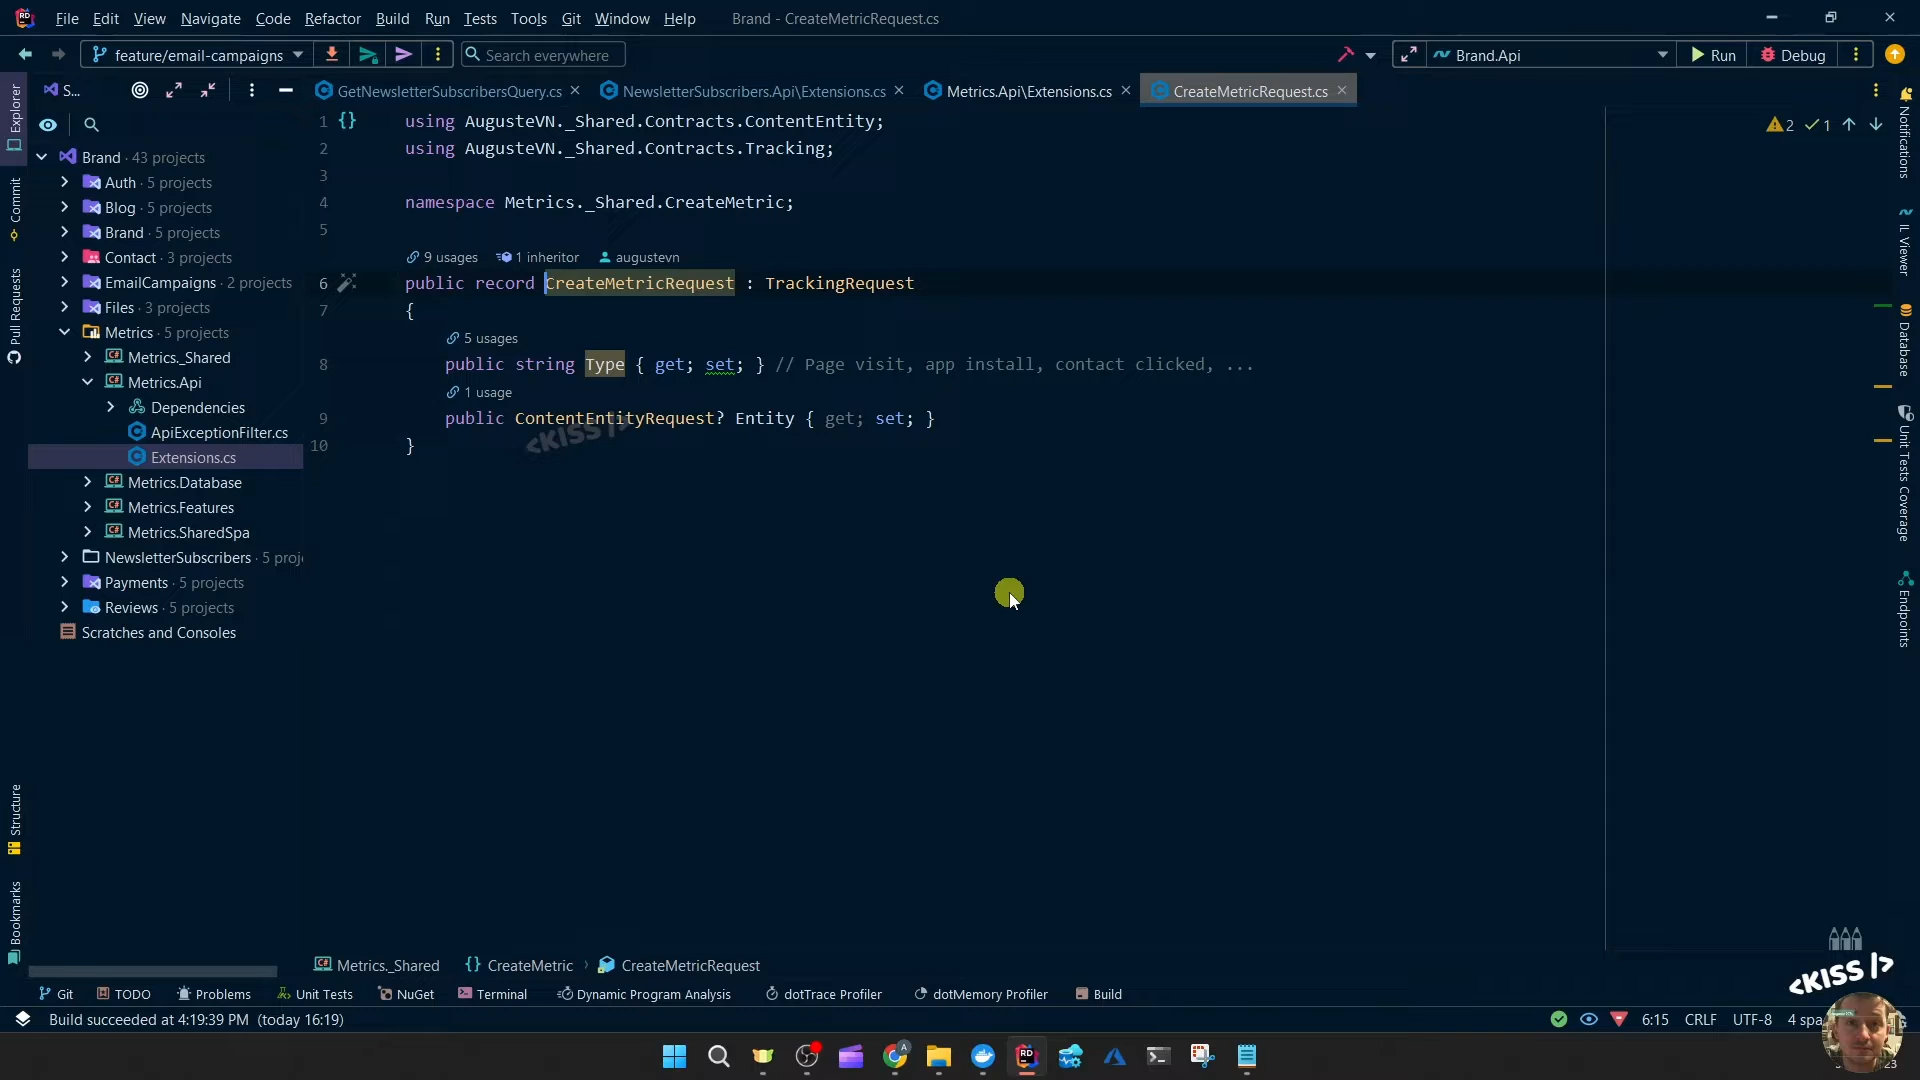 File Edit View Navigate Code Refactor Build Run Tests Tools Git Window Help Brand - CreateMetricRequest.cs
feature/email-campaigns Search everywhere Brand.Api Run Debug
S... GetNewsletterSubscribersQuery.cs NewsletterSubscribers.Api\Extensions.cs Metrics.Api\Extensions.cs CreateMetricRequest.cs
Explorer
Commit
Pull Requests
Structure
Bookmarks
Brand · 43 projects
Auth · 5 projects
Blog · 5 projects
Brand · 5 projects
Contact · 3 projects
EmailCampaigns · 2 projects
Files · 3 projects
Metrics · 5 projects
Metrics._Shared
Metrics.Api
Dependencies
ApiExceptionFilter.cs
Extensions.cs
Metrics.Database
Metrics.Features
Metrics.SharedSpa
NewsletterSubscribers · 5 proj
Payments · 5 projects
Reviews · 5 projects
Scratches and Consoles
1 {} using AugusteVN._Shared.Contracts.ContentEntity;
2 using AugusteVN._Shared.Contracts.Tracking;
3
4 namespace Metrics._Shared.CreateMetric;
5
9 usages 1 inheritor augustevn
6 public record CreateMetricRequest : TrackingRequest
7 {
5 usages
8 public string Type { get; set; } // Page visit, app install, contact clicked, ...
1 usage
9 public ContentEntityRequest? Entity { get; set; }
10 }
<KISS />
2 1
Notifications
IL Viewer
Database
Unit Tests Coverage
Endpoints
Metrics._Shared {} CreateMetric › CreateMetricRequest
<KISS |>
Git TODO Problems Unit Tests NuGet Terminal Dynamic Program Analysis dotTrace Profiler dotMemory Profiler Build
Build succeeded at 4:19:39 PM (today 16:19) 6:15 CRLF UTF-8 4 spa
23